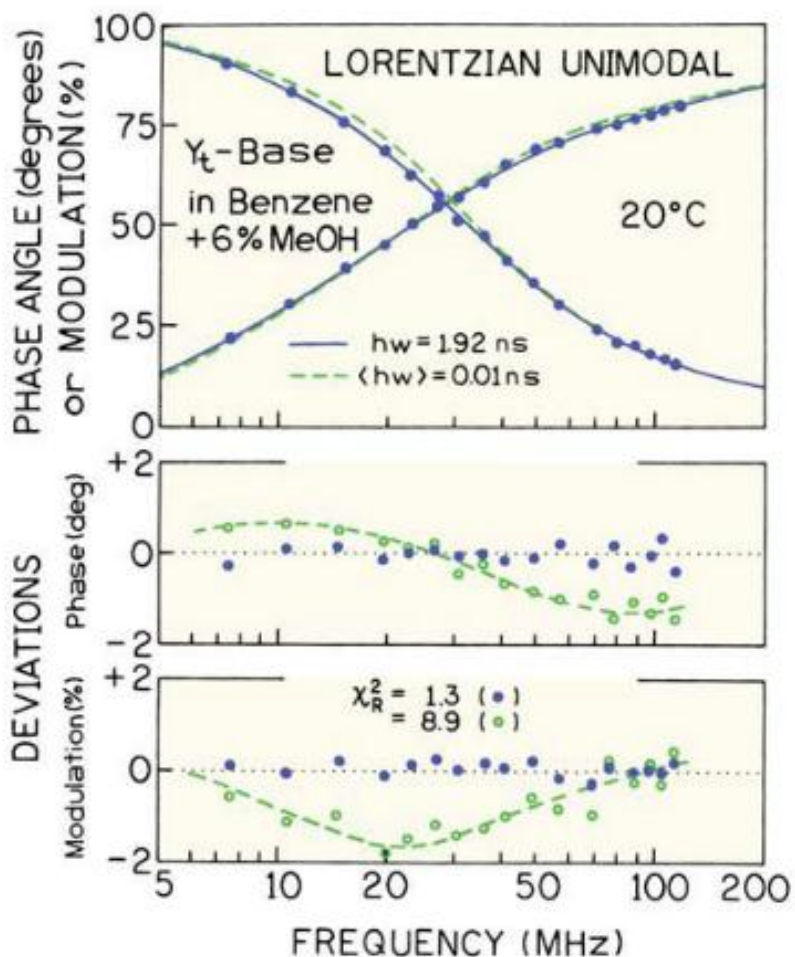 PHASE ANGLE (degrees)
or MODULATION (%)
100
75
50
25
0
LORENTZIAN UNIMODAL
Yt-Base
in Benzene
+6% MeOH
20°C
hw = 1.92 ns
⟨hw⟩ = 0.01 ns
DEVIATIONS
Phase (deg)
+2
0
-2
Modulation (%)
+2
0
-2
χ²R = 1.3 (●)
= 8.9 (○)
5
10
20
50
100
200
FREQUENCY (MHz)